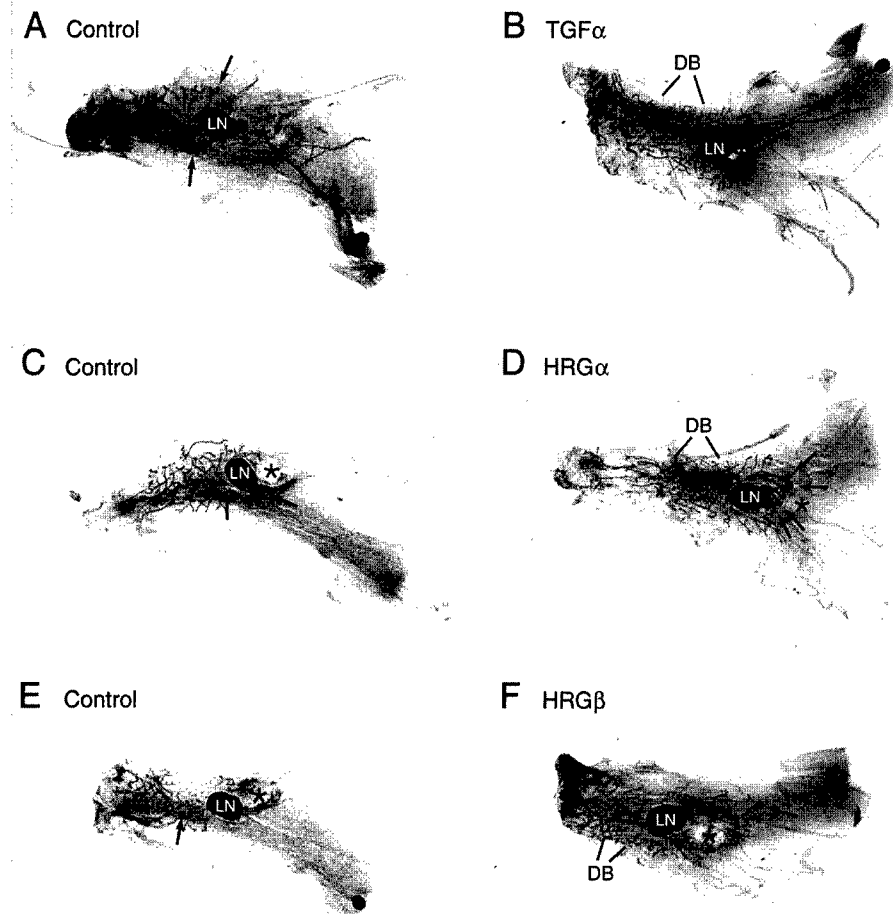 A Control
LN
B TGFα
DB
LN
**
C Control
LN *
D HRGα
DB
LN
*
E Control
LN *
F HRGβ
LN
*
DB